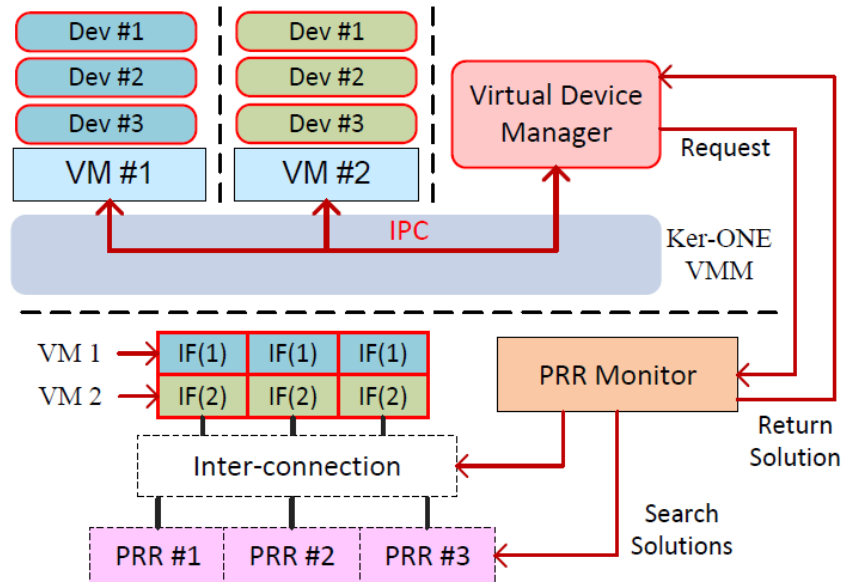 Dev #1
Dev #2
Dev #3
VM #1
Dev #1
Dev #2
Dev #3
VM #2
Virtual Device
Manager
Request
IPC
Ker-ONE
VMM
VM 1
IF(1) IF(1) IF(1)
VM 2
IF(2) IF(2) IF(2)
PRR Monitor
Return
Solution
Inter-connection
Search
Solutions
PRR #1 PRR #2 PRR #3